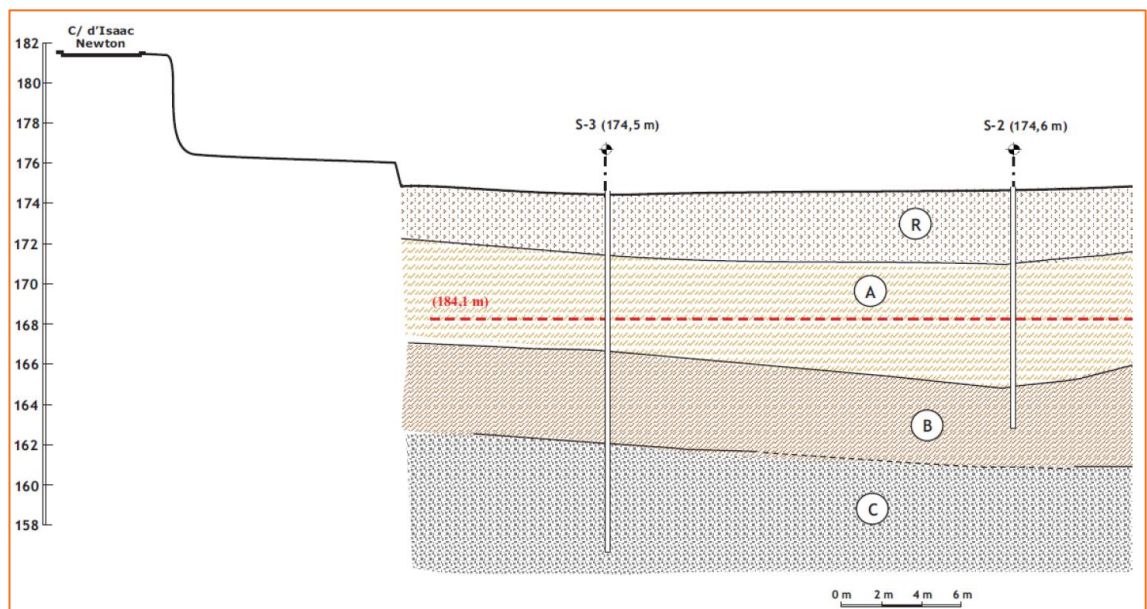 C/ d'Isaac
Newton
182
180
178
176
174
172
170
168
166
164
162
160
158
S-3 (174,5 m)
S-2 (174,6 m)
R
A
(184,1 m)
B
C
0 m 2 m 4 m 6 m